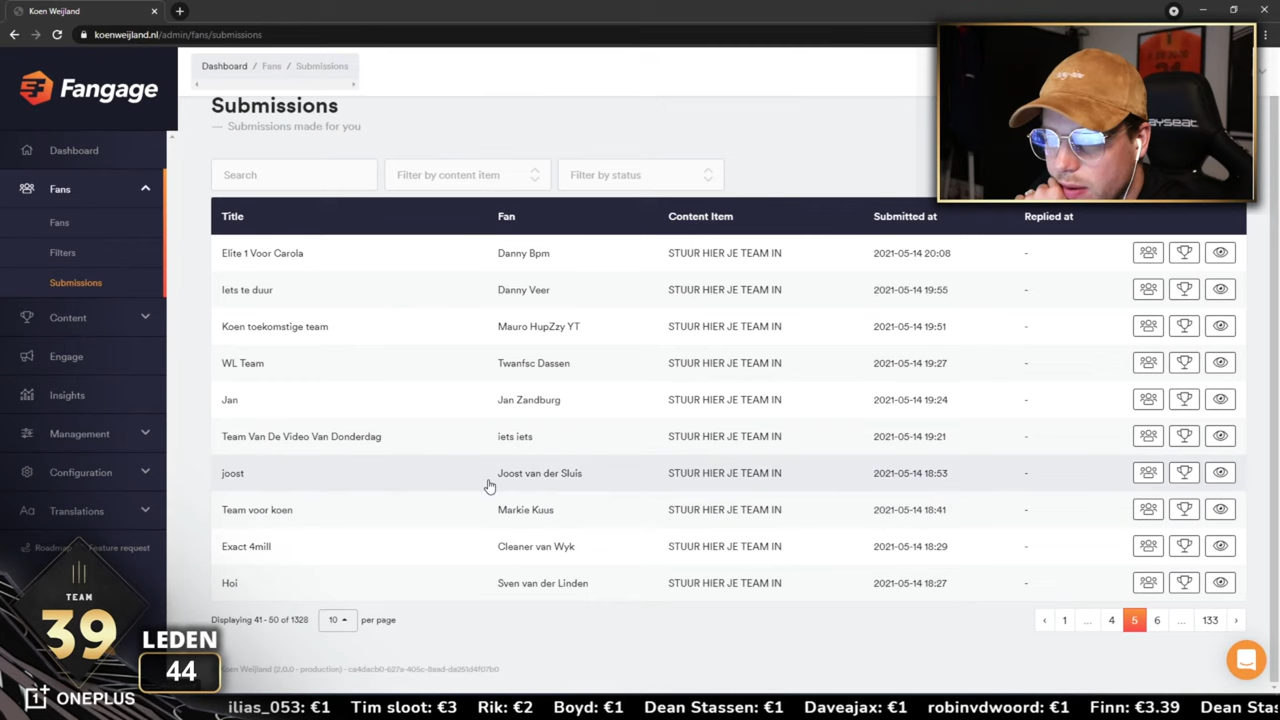 Koen Weijland
koenweijland.nl/admin/fans/submissions
Fangage
Dashboard / Fans / Submissions
Submissions
— Submissions made for you
Dashboard
Fans
Fans
Filters
Submissions
Content
Engage
Insights
Management
Configuration
Translations
Roadmap Feature request
Search Filter by content item Filter by status
Title Fan Content Item Submitted at Replied at
Elite 1 Voor Carola Danny Bpm STUUR HIER JE TEAM IN 2021-05-14 20:08 -
Iets te duur Danny Veer STUUR HIER JE TEAM IN 2021-05-14 19:55 -
Koen toekomstige team Mauro HupZzy YT STUUR HIER JE TEAM IN 2021-05-14 19:51 -
WL Team Twanfsc Dassen STUUR HIER JE TEAM IN 2021-05-14 19:27 -
Jan Jan Zandburg STUUR HIER JE TEAM IN 2021-05-14 19:24 -
Team Van De Video Van Donderdag iets iets STUUR HIER JE TEAM IN 2021-05-14 19:21 -
joost Joost van der Sluis STUUR HIER JE TEAM IN 2021-05-14 18:53 -
Team voor koen Markie Kuus STUUR HIER JE TEAM IN 2021-05-14 18:41 -
Exact 4mill Cleaner van Wyk STUUR HIER JE TEAM IN 2021-05-14 18:29 -
Hoi Sven van der Linden STUUR HIER JE TEAM IN 2021-05-14 18:27 -
Displaying 41 - 50 of 1328 10 per page
‹ 1 ... 4 5 6 ... 133 ›
Koen Weijland (2.0.0 - production)
TEAM
39
LEDEN
44
ONEPLUS
ilias_053: €1 Tim sloot: €3 Rik: €2 Boyd: €1 Dean Stassen: €1 Daveajax: €1 robinvdwoord: €1 Finn: €3.39 Dean Stas